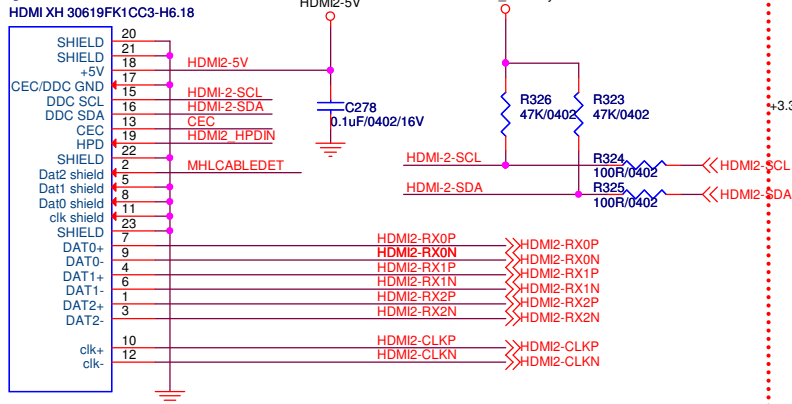 HDMI XH 30619FK1CC3-H6.18
HDMI2-5V
SHIELD 20
SHIELD 21
+5V 18 HDMI2-5V
CEC/DDC GND 17
DDC SCL 15 HDMI-2-SCL
DDC SDA 16 HDMI-2-SDA
CEC 13 CEC
HPD 19 HDMI2_HPDIN
SHIELD 22
Dat2 shield 2 MHLCABLEDET
Dat1 shield 5
Dat0 shield 8
clk shield 11
SHIELD 23
DAT0+ 7 HDMI2-RX0P HDMI2-RX0P
DAT0- 9 HDMI2-RX0N HDMI2-RX0N
DAT1+ 4 HDMI2-RX1P HDMI2-RX1P
DAT1- 6 HDMI2-RX1N HDMI2-RX1N
DAT2+ 1 HDMI2-RX2P HDMI2-RX2P
DAT2- 3 HDMI2-RX2N HDMI2-RX2N
clk+ 10 HDMI2-CLKP HDMI2-CLKP
clk- 12 HDMI2-CLKN HDMI2-CLKN
C278
0.1uF/0402/16V
R326
47K/0402
R323
47K/0402
+3.3
HDMI-2-SCL
R324
100R/0402
HDMI2-SCL
HDMI-2-SDA
R325
100R/0402
HDMI2-SDA